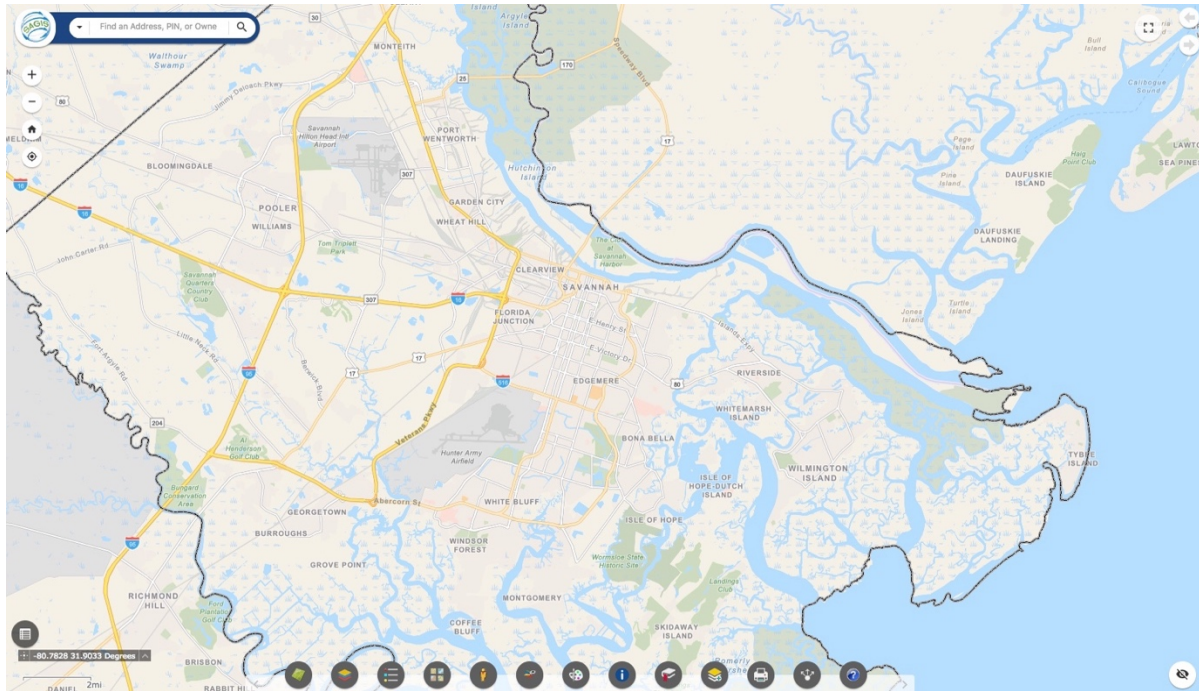 SAGIS
Find an Address, PIN, or Owne
30
Argyle
Island
MONTEITH
Walthour
Swamp
Jimmy Deloach Pkwy
80
25
170
Speedway Blvd
17
Bull
Island
Calibogue
Sound
Savannah
Hilton Head Intl
Airport
PORT
WENTWORTH
307
BLOOMINGDALE
Hutchinson
Island
Page
Island
Haig
Point Club
LAWTO
SEA PINE
Pine
Island
DAUFUSKIE
ISLAND
16
16
GARDEN CITY
WHEAT HILL
POOLER
WILLIAMS
Tom Triplett
Park
John Carter Rd
DAUFUSKIE
LANDING
The Club
at
Savannah
Harbor
CLEARVIEW
SAVANNAH
Savannah
Quarters
Country
Club
307
16
FLORIDA
JUNCTION
Turtle
Island
Jones
Island
E Henry St
Islands Expy
E Victory Dr
Little Neck Rd
Fort Argyle Rd
Berwick Blvd
17
17
95
516
EDGEMERE
80
RIVERSIDE
WHITEMARSH
ISLAND
204
Veterans Pkwy
Al
Henderson
Golf Club
Hunter Army
Airfield
BONA BELLA
TYBEE
ISLAND
WILMINGTON
ISLAND
ISLE OF
HOPE-DUTCH
ISLAND
Bungard
Conservation
Area
Abercorn St
WHITE BLUFF
GEORGETOWN
ISLE OF HOPE
BURROUGHS
95
WINDSOR
FOREST
Wormsloe State
Historic Site
GROVE POINT
Landings
Club
RICHMOND
HILL
MONTGOMERY
Ford
Plantation
Golf Club
COFFEE
BLUFF
SKIDAWAY
ISLAND
-80.7828 31.9033 Degrees
BRISBON
2mi
DANIEL
RABBIT HI